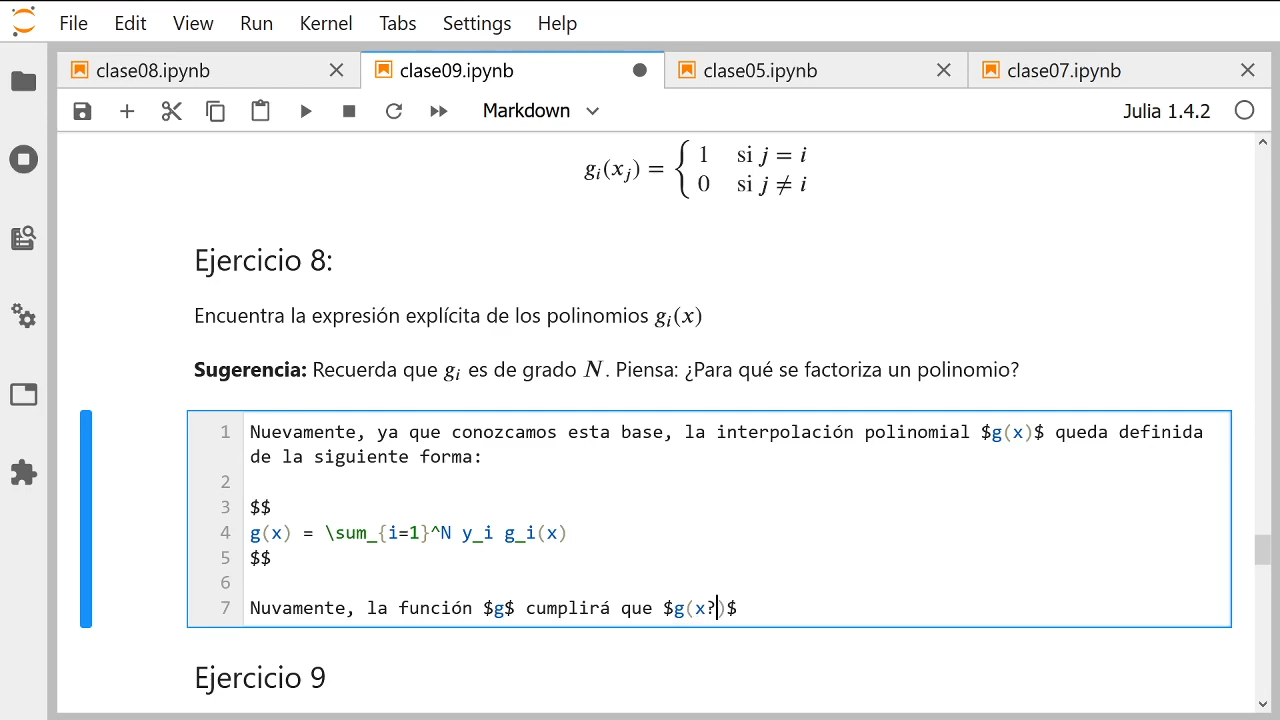 File Edit View Run Kernel Tabs Settings Help
clase08.ipynb clase09.ipynb clase05.ipynb clase07.ipynb
Markdown Julia 1.4.2
gᵢ(xⱼ) = { 1 si j = i
0 si j ≠ i
Ejercicio 8:
Encuentra la expresión explícita de los polinomios gᵢ(x)
Sugerencia: Recuerda que gᵢ es de grado N. Piensa: ¿Para qué se factoriza un polinomio?
1 Nuevamente, ya que conozcamos esta base, la interpolación polinomial $g(x)$ queda definida
de la siguiente forma:
2
3 $$
4 g(x) = \sum_{i=1}^N y_i g_i(x)
5 $$
6
7 Nuvamente, la función $g$ cumplirá que $g(x?)$
Ejercicio 9